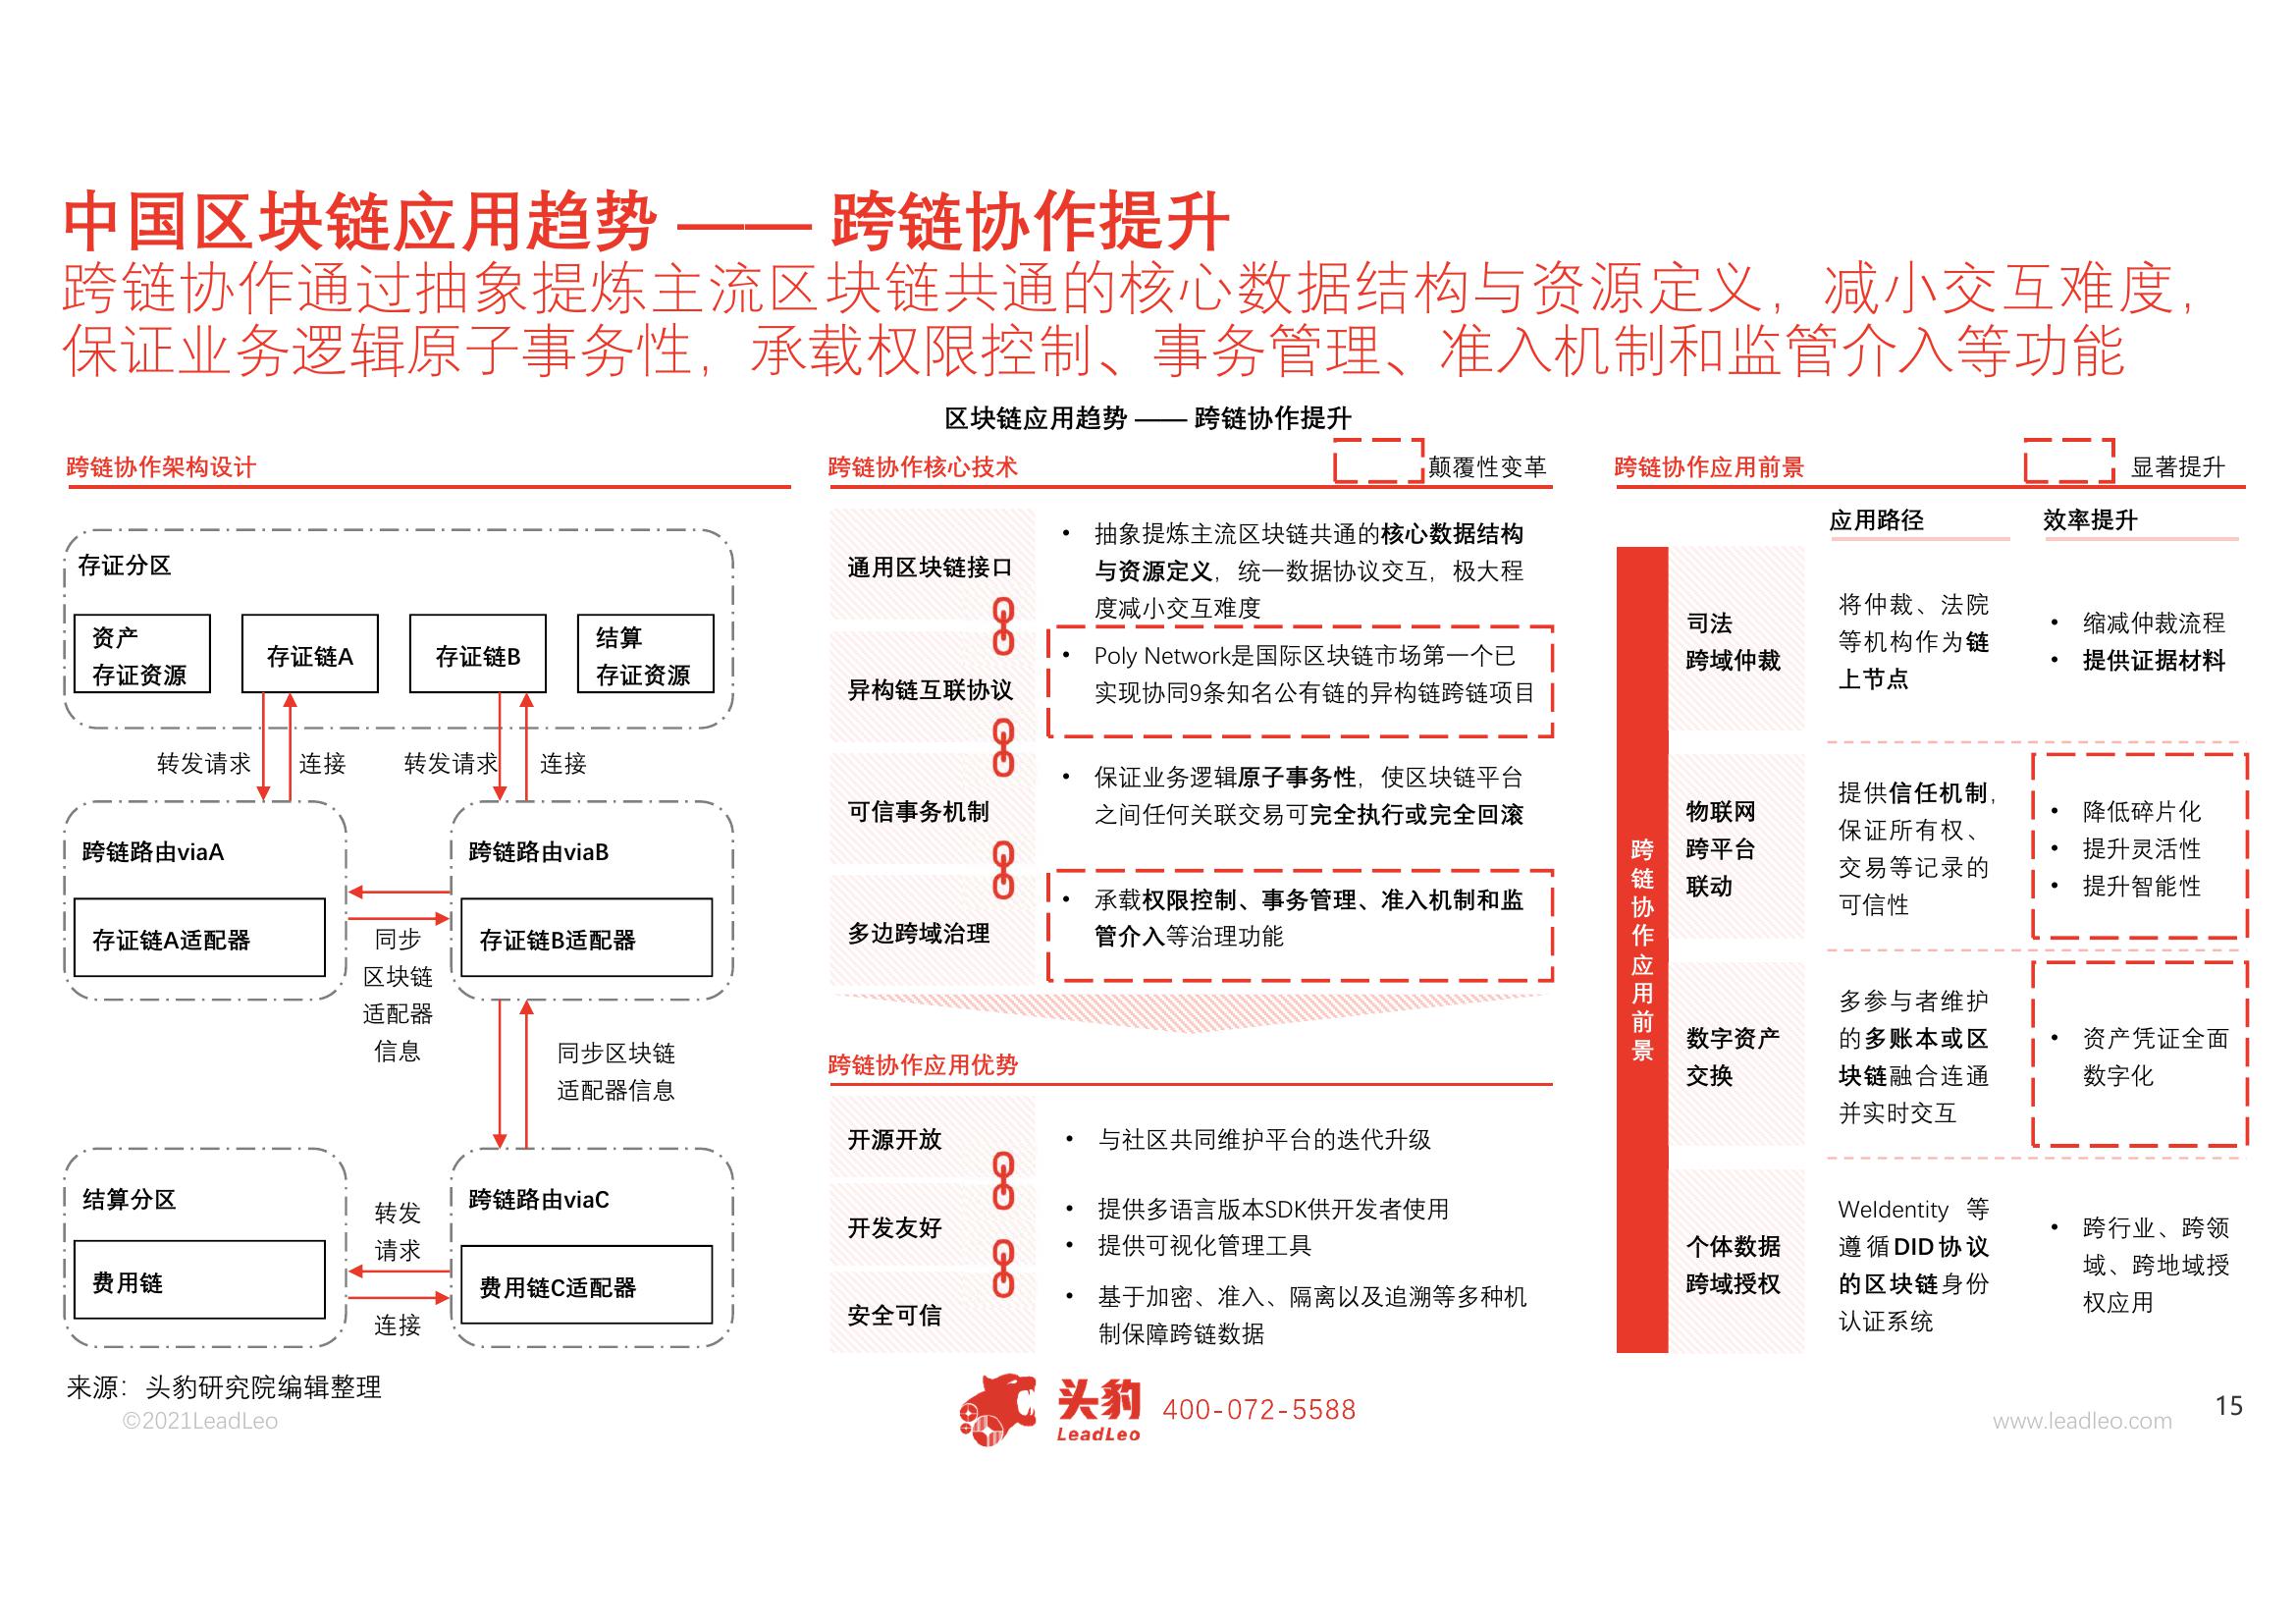 中国区块链应用趋势 —— 跨链协作提升
跨链协作通过抽象提炼主流区块链共通的核心数据结构与资源定义，减小交互难度，
保证业务逻辑原子事务性，承载权限控制、事务管理、准入机制和监管介入等功能
区块链应用趋势 —— 跨链协作提升
跨链协作架构设计
存证分区
资产
存证资源
存证链A
存证链B
结算
存证资源
转发请求
连接
转发请求
连接
跨链路由viaA
存证链A适配器
跨链路由viaB
存证链B适配器
同步
区块链
适配器
信息
同步区块链
适配器信息
结算分区
费用链
转发
请求
连接
跨链路由viaC
费用链C适配器
跨链协作核心技术
颠覆性变革
通用区块链接口
• 抽象提炼主流区块链共通的核心数据结构
与资源定义，统一数据协议交互，极大程
度减小交互难度
异构链互联协议
• Poly Network是国际区块链市场第一个已
实现协同9条知名公有链的异构链跨链项目
可信事务机制
• 保证业务逻辑原子事务性，使区块链平台
之间任何关联交易可完全执行或完全回滚
多边跨域治理
• 承载权限控制、事务管理、准入机制和监
管介入等治理功能
跨链协作应用优势
开源开放
• 与社区共同维护平台的迭代升级
开发友好
• 提供多语言版本SDK供开发者使用
• 提供可视化管理工具
安全可信
• 基于加密、准入、隔离以及追溯等多种机
制保障跨链数据
跨链协作应用前景
显著提升
应用路径
效率提升
跨链协作应用前景
司法
跨域仲裁
将仲裁、法院
等机构作为链
上节点
• 缩减仲裁流程
• 提供证据材料
物联网
跨平台
联动
提供信任机制，
保证所有权、
交易等记录的
可信性
• 降低碎片化
• 提升灵活性
• 提升智能性
数字资产
交换
多参与者维护
的多账本或区
块链融合连通
并实时交互
• 资产凭证全面
数字化
个体数据
跨域授权
WeIdentity 等
遵循DID协议
的区块链身份
认证系统
• 跨行业、跨领
域、跨地域授
权应用
来源：头豹研究院编辑整理
©2021LeadLeo
头豹
LeadLeo
400-072-5588
www.leadleo.com
15